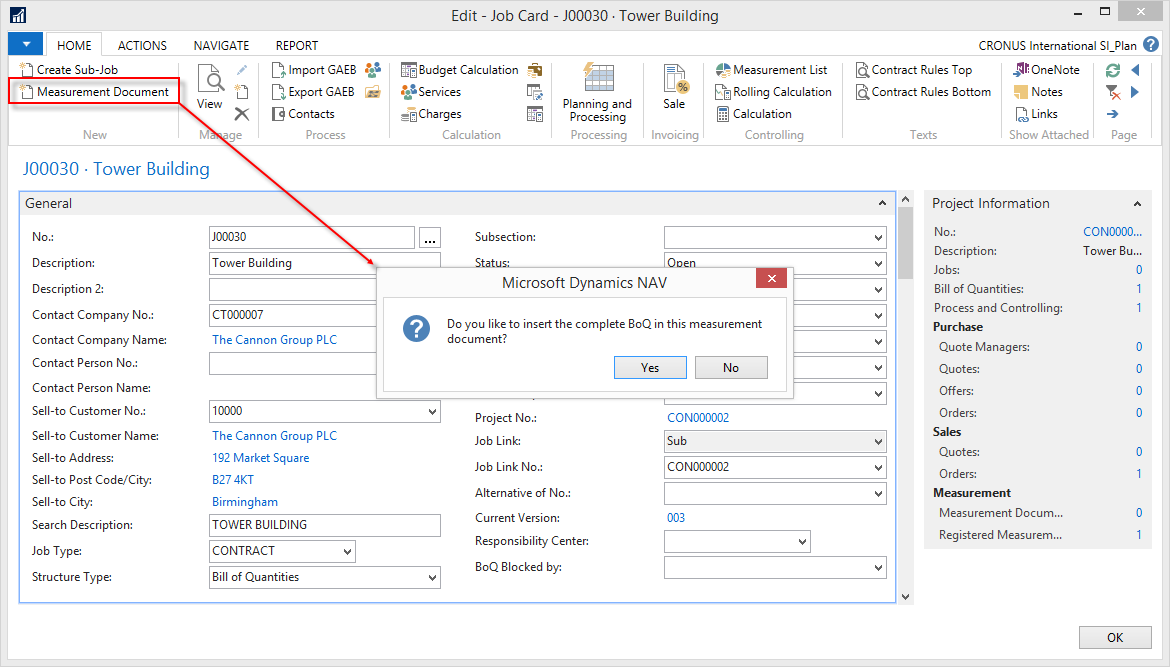 Edit - Job Card - J00030 · Tower Building
HOME ACTIONS NAVIGATE REPORT
CRONUS International SI_Plan
Create Sub-Job
Measurement Document
New
View
Manage
Import GAEB
Export GAEB
Contacts
Process
Budget Calculation
Services
Charges
Calculation
Planning and
Processing
Processing
Sale
Invoicing
Measurement List
Rolling Calculation
Calculation
Controlling
Contract Rules Top
Contract Rules Bottom
Texts
OneNote
Notes
Links
Show Attached
Page
J00030 · Tower Building
General
No.: J00030 ...
Description: Tower Building
Description 2:
Contact Company No.: CT000007
Contact Company Name: The Cannon Group PLC
Contact Person No.:
Contact Person Name:
Sell-to Customer No.: 10000
Sell-to Customer Name: The Cannon Group PLC
Sell-to Address: 192 Market Square
Sell-to Post Code/City: B27 4KT
Sell-to City: Birmingham
Search Description: TOWER BUILDING
Job Type: CONTRACT
Structure Type: Bill of Quantities
Subsection:
Status: Open
Microsoft Dynamics NAV
Do you like to insert the complete BoQ in this measurement
document?
Yes No
Project No.: CON000002
Job Link: Sub
Job Link No.: CON000002
Alternative of No.:
Current Version: 003
Responsibility Center:
BoQ Blocked by:
Project Information
No.: CON0000...
Description: Tower Bu...
Jobs: 0
Bill of Quantities: 1
Process and Controlling: 1
Purchase
Quote Managers: 0
Quotes: 0
Offers: 0
Orders: 0
Sales
Quotes: 0
Orders: 1
Measurement
Measurement Docum... 0
Registered Measurem... 1
OK